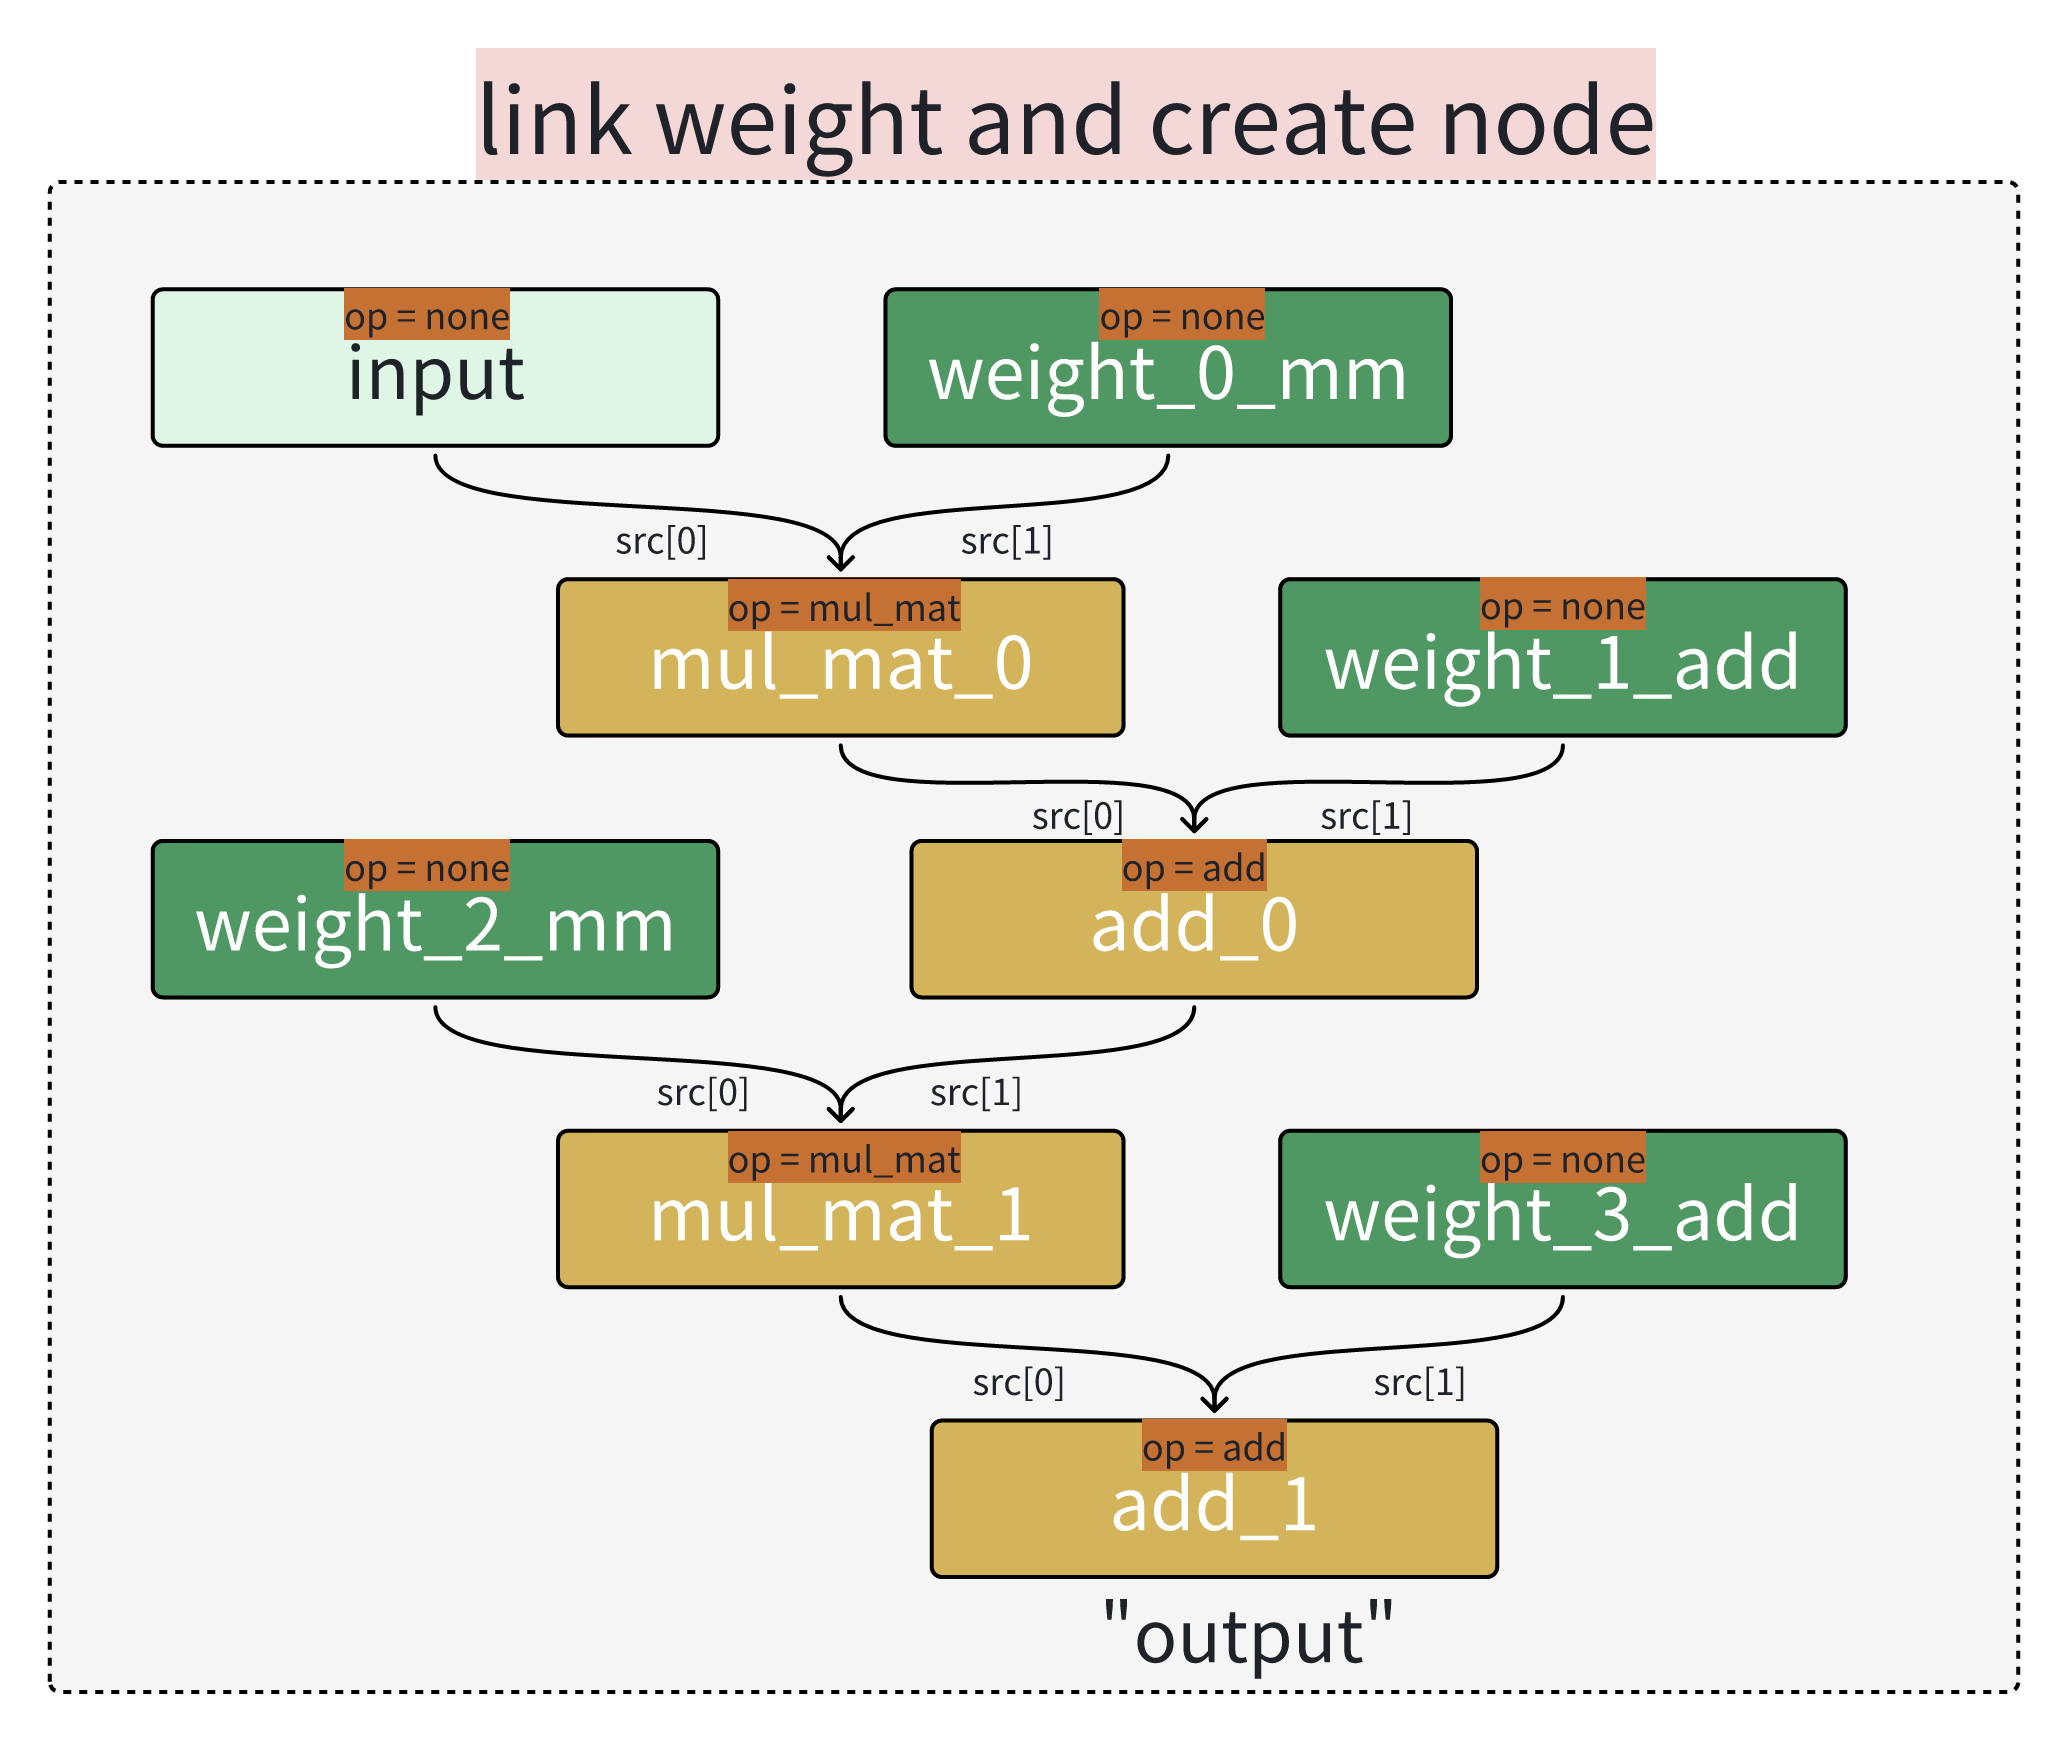 link weight and create node
op = none
input
op = none
weight_0_mm
src[0]
src[1]
op = mul_mat
mul_mat_0
op = none
weight_1_add
src[0]
src[1]
op = none
weight_2_mm
op = add
add_0
src[0]
src[1]
op = mul_mat
mul_mat_1
op = none
weight_3_add
src[0]
src[1]
op = add
add_1
"output"